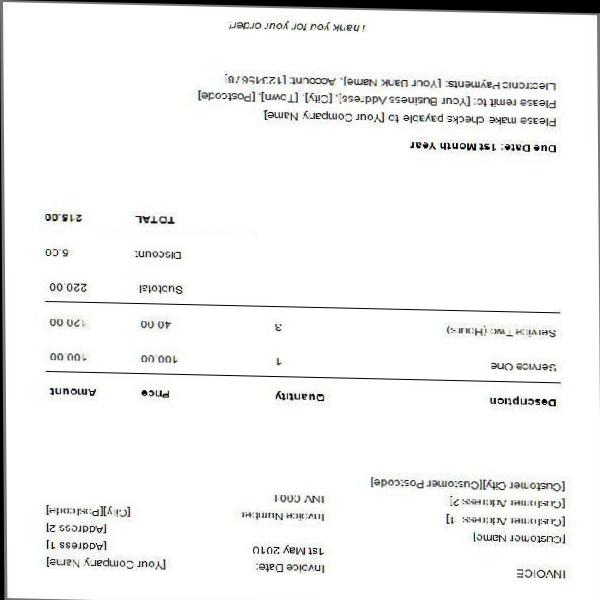 INVOICE
[Customer Name]
[Customer Address 1]
[Customer Address 2]
[Customer City][Customer Postcode]
Invoice Date:
1st May 2010
Invoice Number
INV 0001
[Your Company Name]
[Address 1]
[Address 2]
[City][Postcode]
Description Quantity Price Amount
Service One 1 100.00 100.00
Service Two (Hours) 3 40.00 120.00
Subtotal 220.00
Discount 5.00
TOTAL 215.00
Due Date: 1st Month Year
Please make checks payable to [Your Company Name]
Please remit to: [Your Business Address], [City], [Town], [Postcode]
Electronic Payments: [Your Bank Name], Account: [12345678]
Thank you for your order!